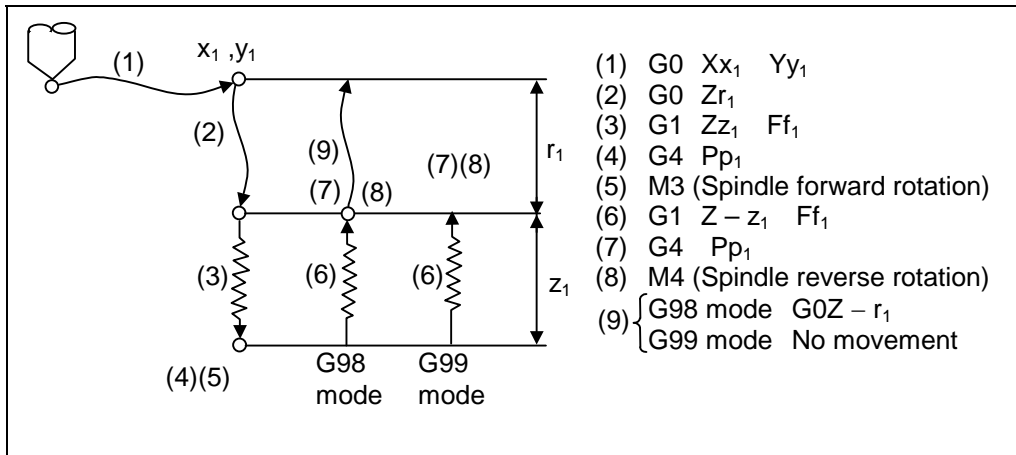 x₁ ,y₁
(1)
(2)
(9)
(7)
(8)
(7)(8)
r₁
(3)
(6)
(6)
z₁
(4)(5)
G98
mode
G99
mode
(1) G0 Xx₁ Yy₁
(2) G0 Zr₁
(3) G1 Zz₁ Ff₁
(4) G4 Pp₁
(5) M3 (Spindle forward rotation)
(6) G1 Z – z₁ Ff₁
(7) G4 Pp₁
(8) M4 (Spindle reverse rotation)
(9) G98 mode G0Z – r₁
G99 mode No movement